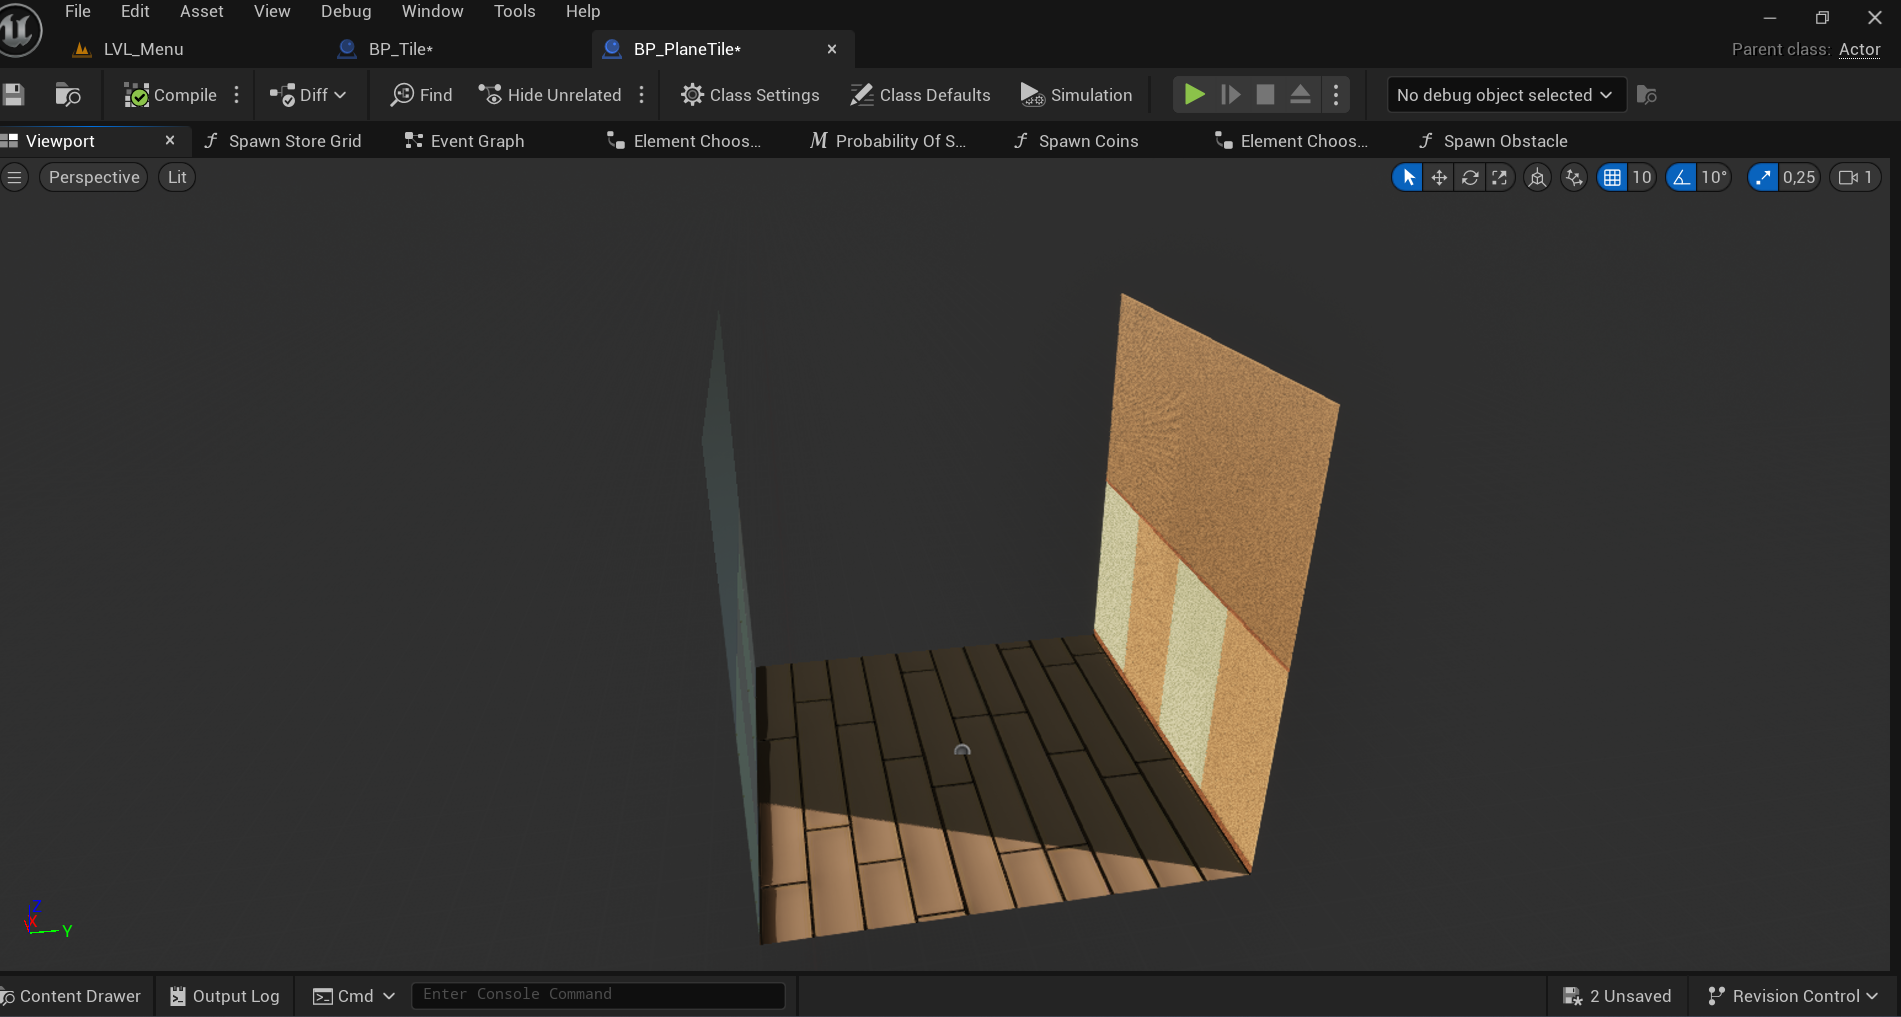 File Edit Asset View Debug Window Tools Help
LVL_Menu BP_Tile* BP_PlaneTile* Parent class: Actor
Compile Diff Find Hide Unrelated Class Settings Class Defaults Simulation No debug object selected
Viewport Spawn Store Grid Event Graph Element Choos... Probability Of S... Spawn Coins Element Choos... Spawn Obstacle
Perspective Lit 10 10° 0,25 1
Z
X
Y
Content Drawer Output Log Cmd Enter Console Command 2 Unsaved Revision Control